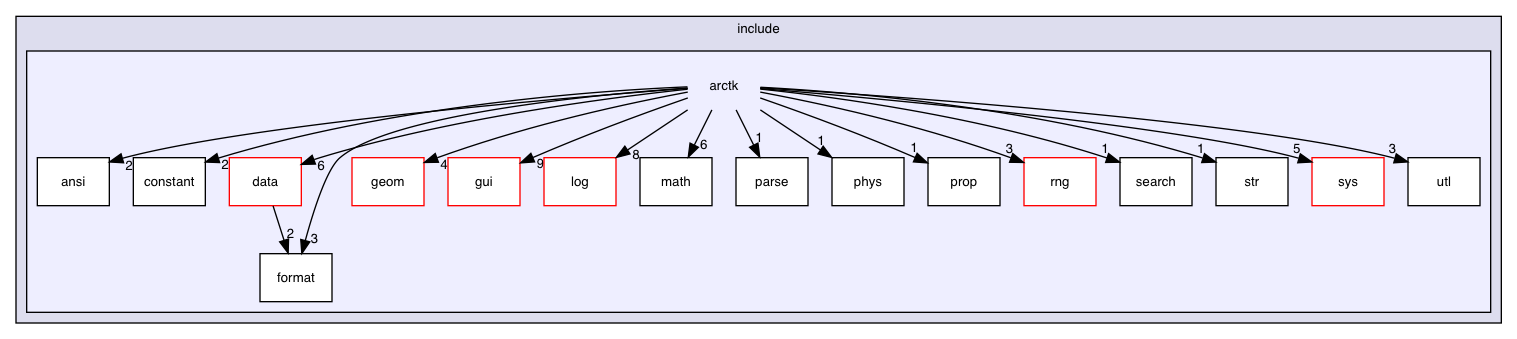 include
arctk
2
2
6
4
9
8
6
1
1
1
3
1
1
5
3
ansi
constant
data
geom
gui
log
math
parse
phys
prop
rng
search
str
sys
utl
2
3
format